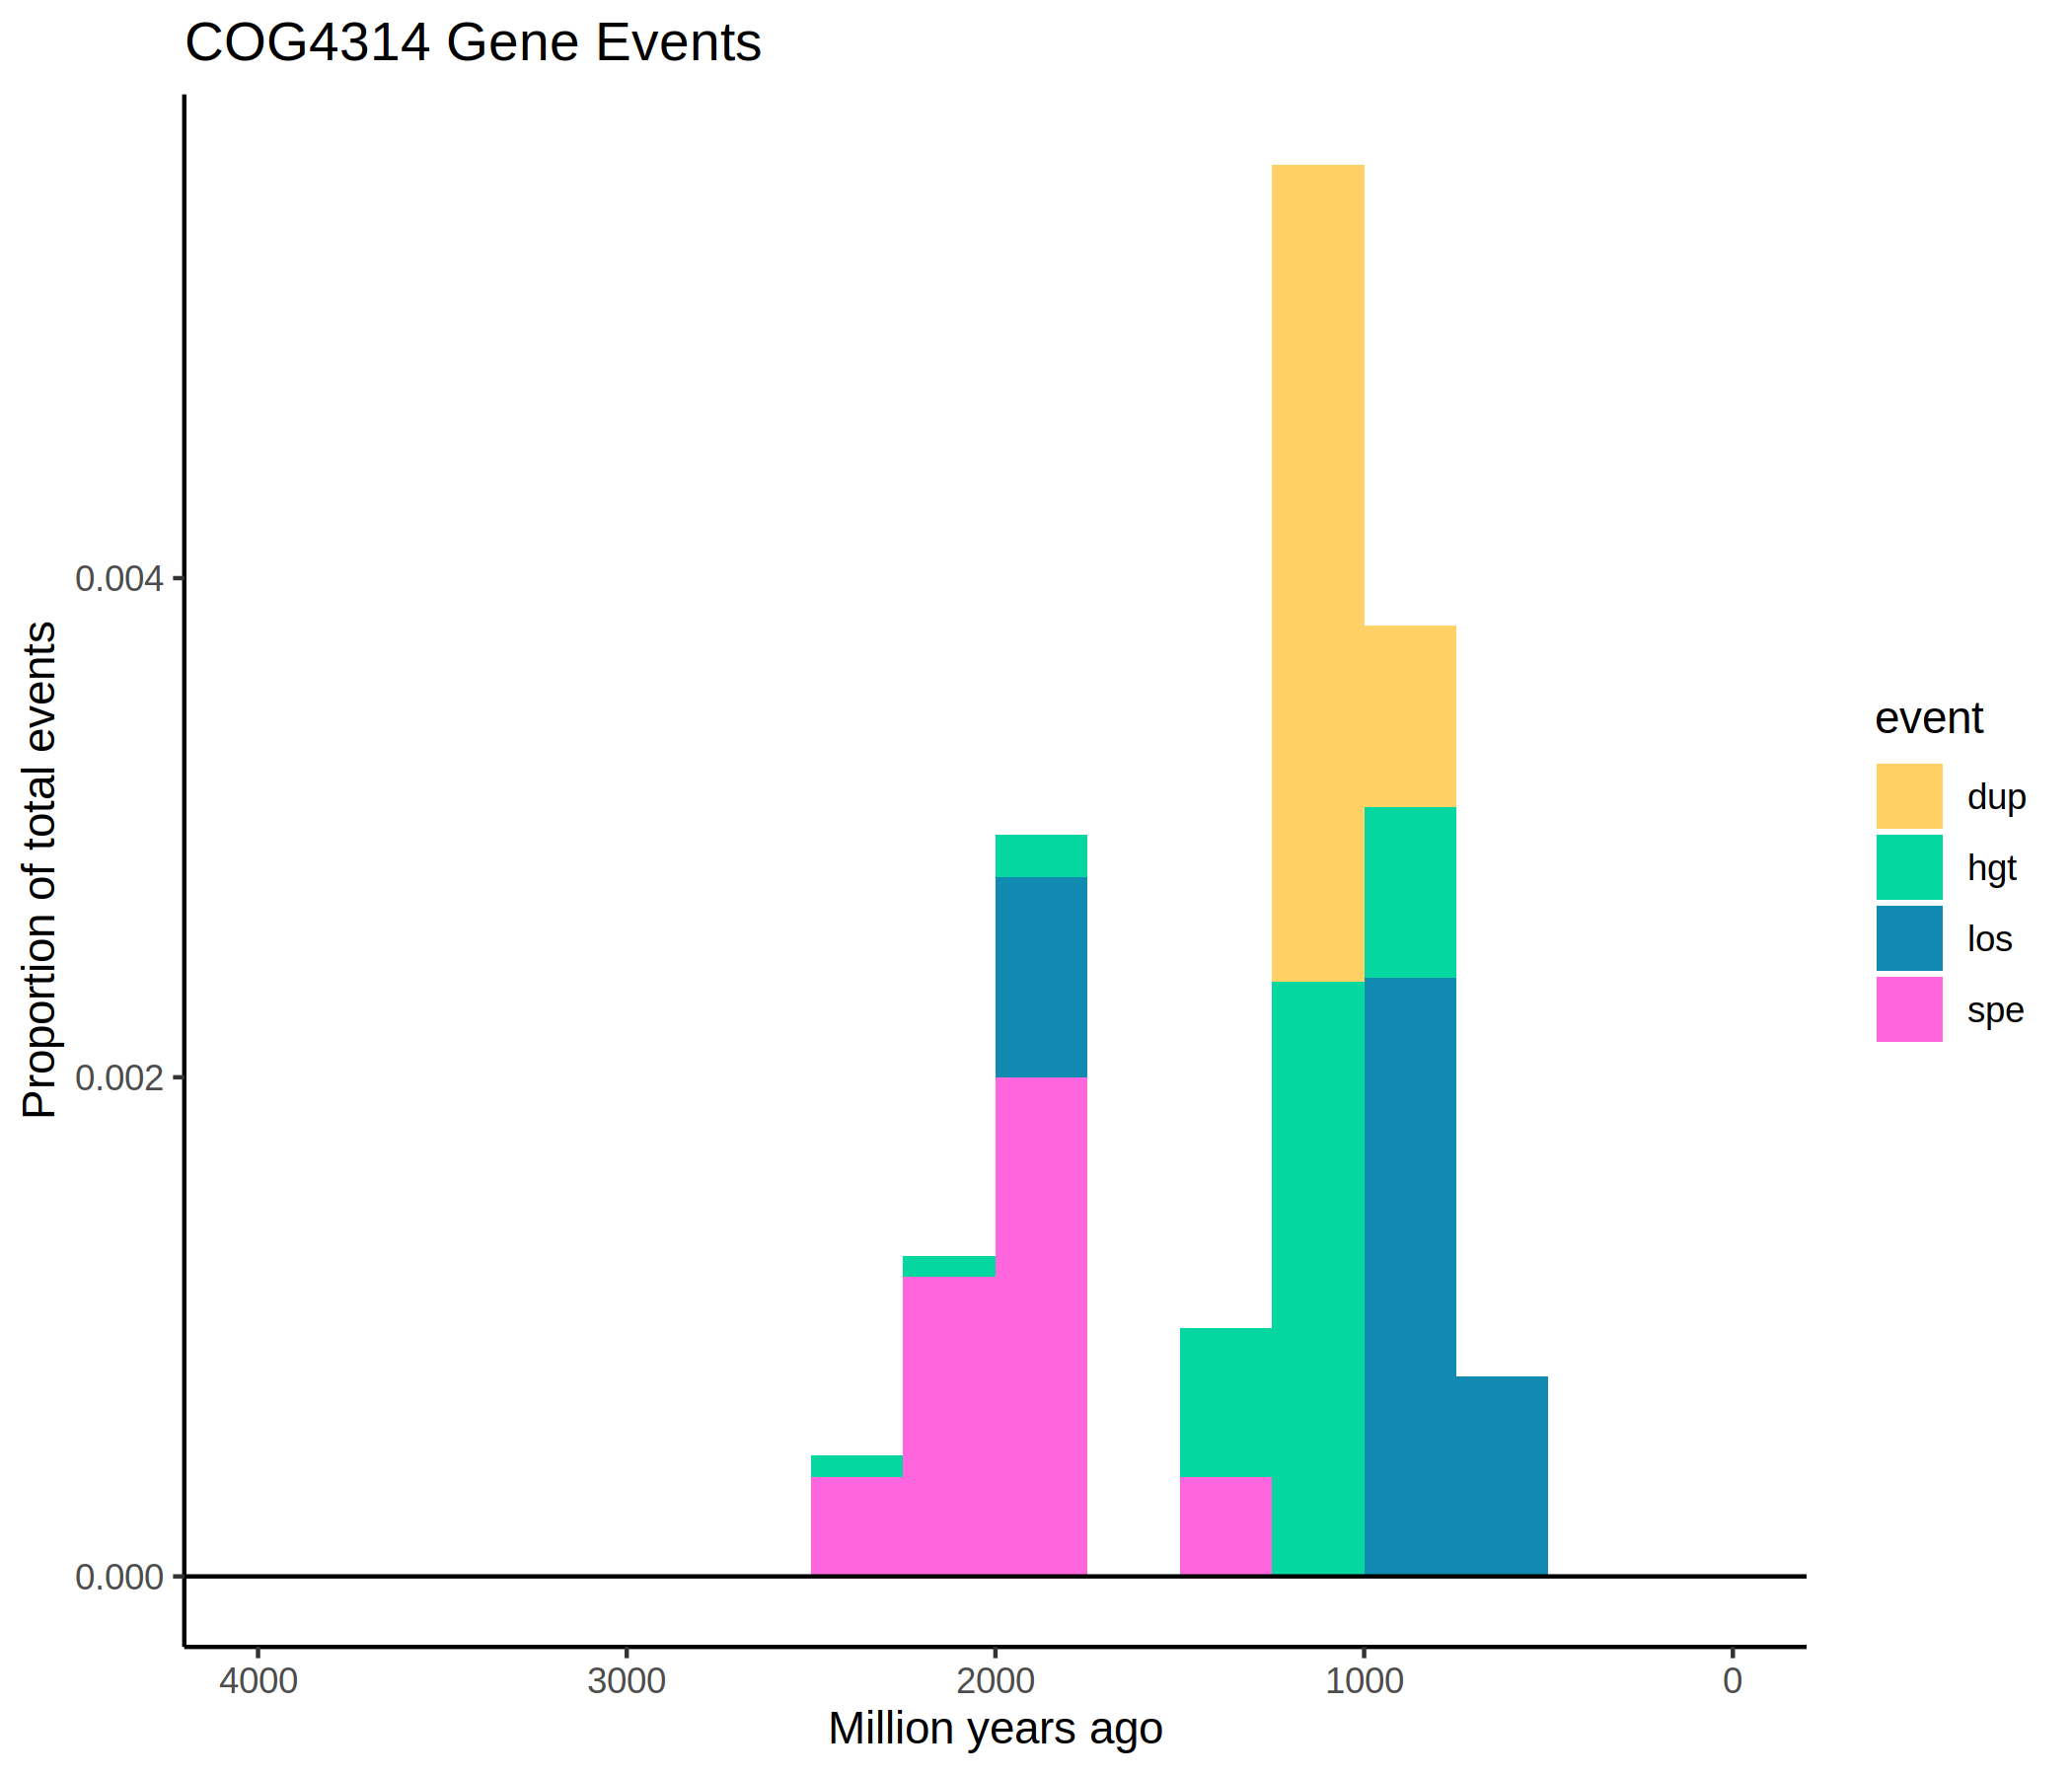 COG4314 Gene Events
Proportion of total events
0.004
0.002
0.000
4000 3000 2000 1000 0
Million years ago
event
dup
hgt
los
spe